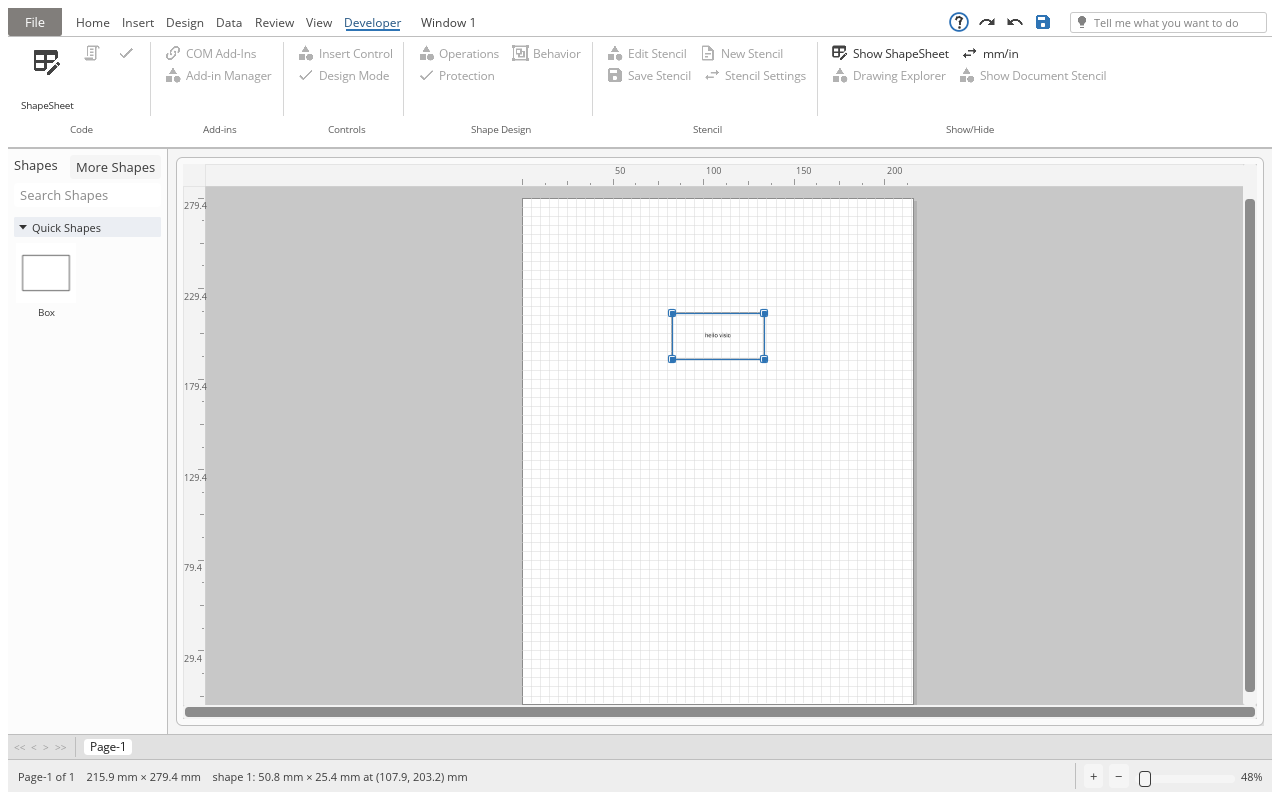 File Home Insert Design Data Review View Developer Window 1 Tell me what you want to do
COM Add-Ins Insert Control Operations Behavior Edit Stencil New Stencil Show ShapeSheet mm/in
Add-in Manager Design Mode Protection Save Stencil Stencil Settings Drawing Explorer Show Document Stencil
ShapeSheet
Code Add-ins Controls Shape Design Stencil Show/Hide
Shapes More Shapes
Search Shapes
Quick Shapes
Box
50 100 150 200
279.4
229.4
179.4
129.4
79.4
29.4
hello visio
<< < > >> Page-1
Page-1 of 1 215.9 mm × 279.4 mm shape 1: 50.8 mm × 25.4 mm at (107.9, 203.2) mm + − 48%